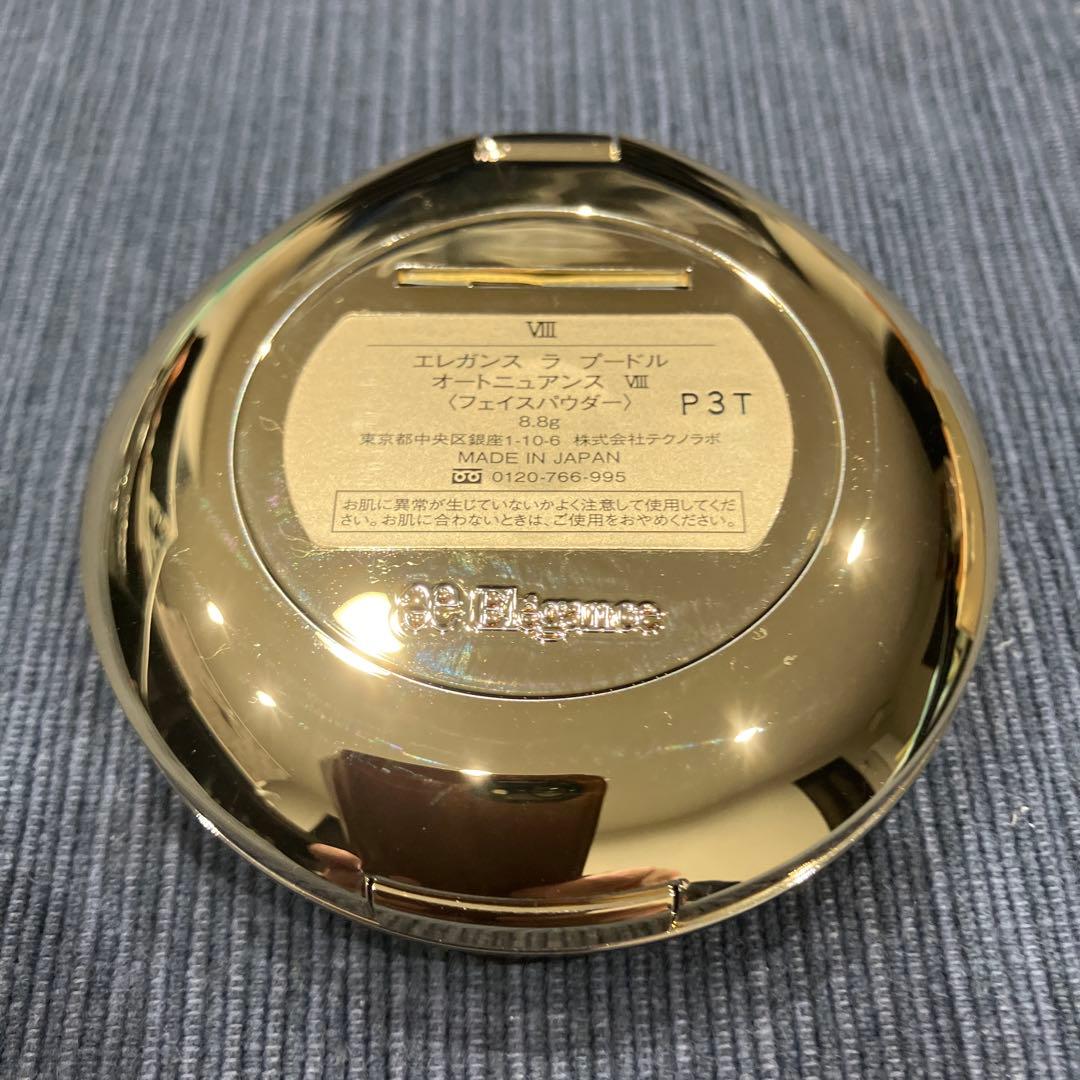 Ⅷ
エレガンス ラ プードル
オートニュアンス Ⅷ
〈フェイスパウダー〉
P3T
8.8g
東京都中央区銀座1-10-6 株式会社テクノラボ
MADE IN JAPAN
0120-766-995
お肌に異常が生じていないかよく注意して使用してくだ
さい。お肌に合わないときは、ご使用をおやめください。
ee Elégance